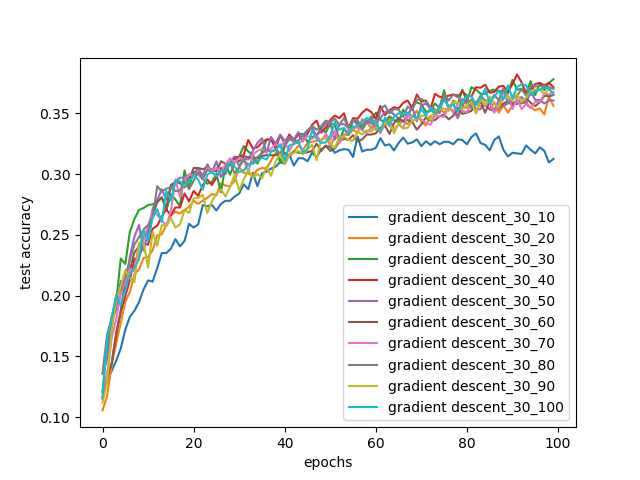 0.35
0.30
0.25
0.20
0.15
0.10
test accuracy
0
20
40
60
80
100
epochs
gradient descent_30_10
gradient descent_30_20
gradient descent_30_30
gradient descent_30_40
gradient descent_30_50
gradient descent_30_60
gradient descent_30_70
gradient descent_30_80
gradient descent_30_90
gradient descent_30_100